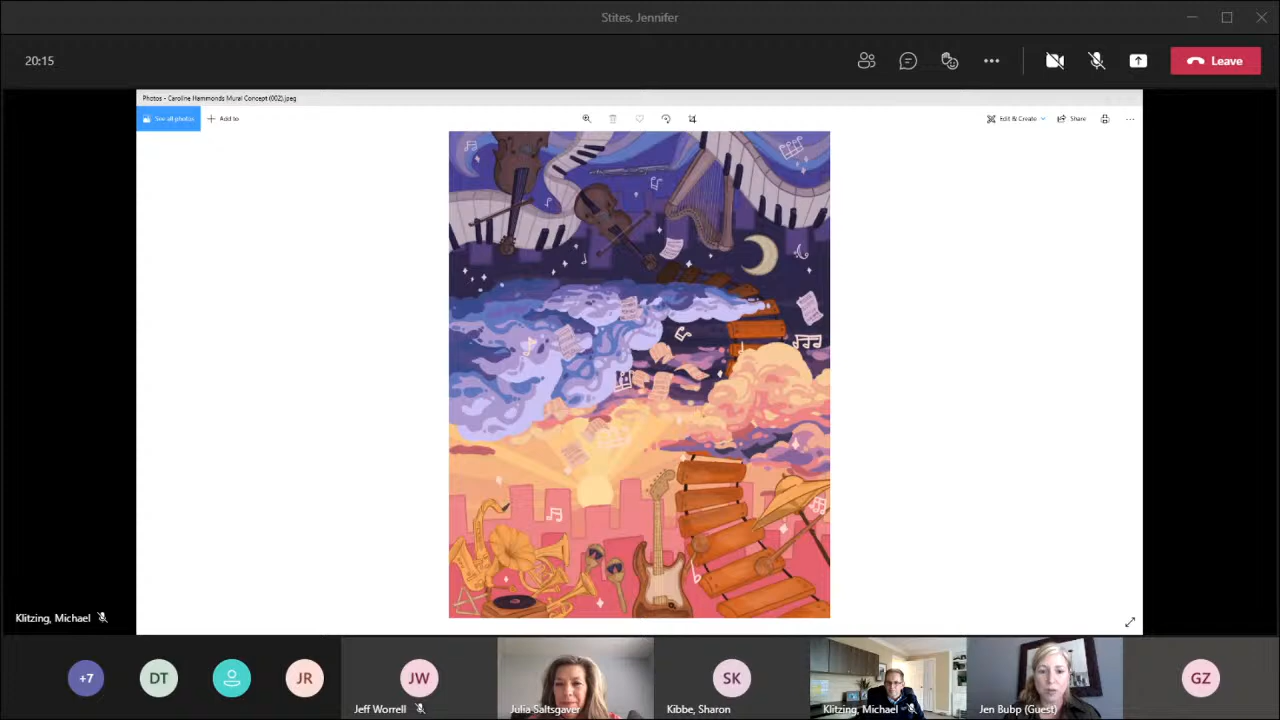 Stites, Jennifer
20:15
Leave
Photos - Caroline Hammonds Mural Concept (002).jpeg
See all photos
Add to
Edit & Create
Share
Klitzing, Michael
+7
DT
JR
JW
SK
GZ
Jeff Worrell
Julia Saltsgaver
Kibbe, Sharon
Klitzing, Michael
Jen Bubp (Guest)